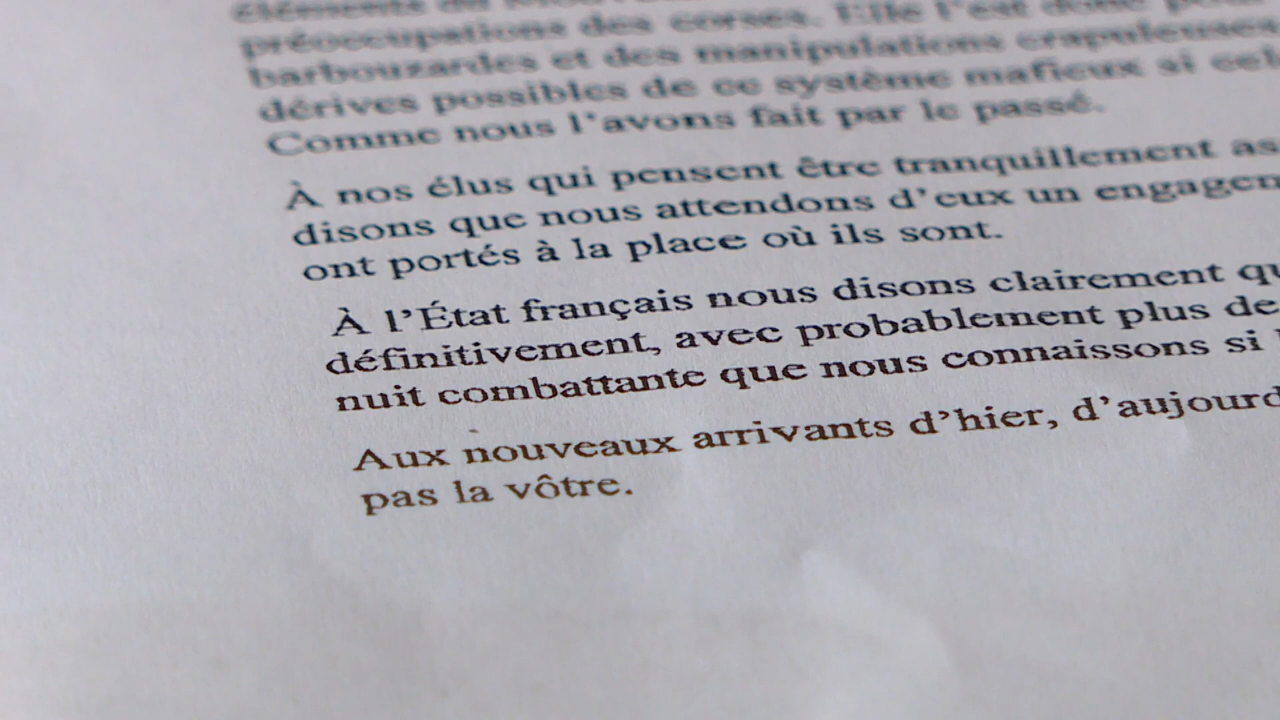 éléments du
préoccupations des corses. Elle l'est donc pour
barbouzardes et des manipulations crapuleuses
dérives possibles de ce système mafieux si cel
Comme nous l'avons fait par le passé.
À nos élus qui pensent être tranquillement as
disons que nous attendons d'eux un engagem
ont portés à la place où ils sont.
À l'État français nous disons clairement qu
définitivement, avec probablement plus de
nuit combattante que nous connaissons si
Aux nouveaux arrivants d'hier, d'aujourd
pas la vôtre.